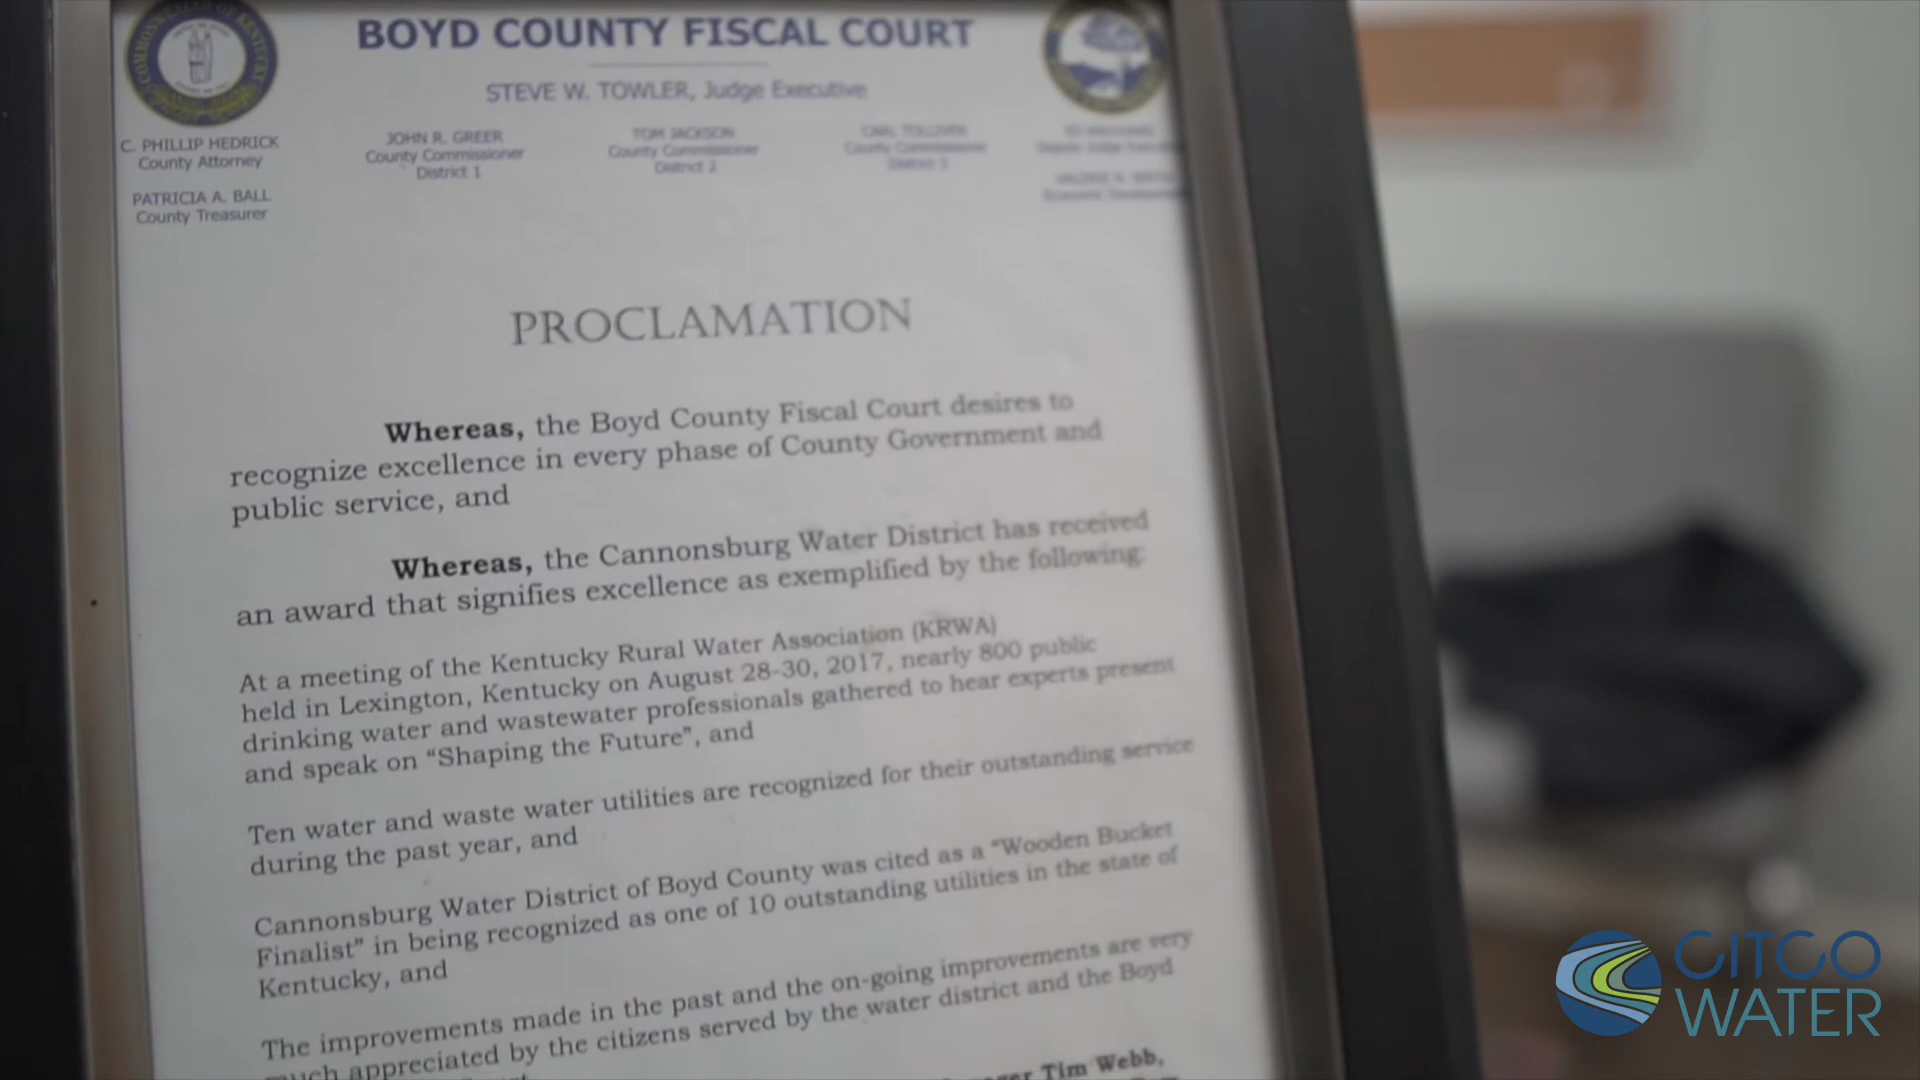 BOYD COUNTY FISCAL COURT
STEVE W. TOWLER, Judge Executive
C. PHILLIP HEDRICK
County Attorney
PATRICIA A. BALL
County Treasurer
JOHN R. GREER
County Commissioner
District 1
TOM JACKSON
County Commissioner
District 2
CARL TOLLIVER
County Commissioner
District 3
PROCLAMATION
Whereas, the Boyd County Fiscal Court desires to
recognize excellence in every phase of County Government and
public service, and
Whereas, the Cannonsburg Water District has received
an award that signifies excellence as exemplified by the following:
At a meeting of the Kentucky Rural Water Association (KRWA)
held in Lexington, Kentucky on August 28-30, 2017, nearly 800 public
drinking water and wastewater professionals gathered to hear experts present
and speak on "Shaping the Future", and
Ten water and waste water utilities are recognized for their outstanding service
during the past year, and
Cannonsburg Water District of Boyd County was cited as a "Wooden Bucket
Finalist" in being recognized as one of 10 outstanding utilities in the state of
Kentucky, and
The improvements made in the past and the on-going improvements are very
much appreciated by the citizens served by the water district and the Boyd
Tim Webb,
CITCO
WATER